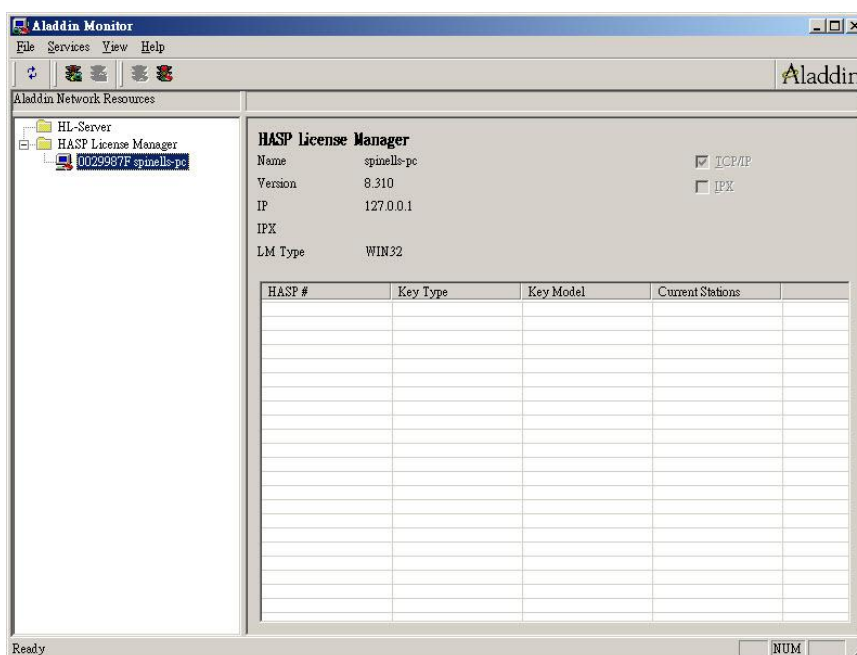 Aladdin Monitor
File Services View Help
Aladdin
Aladdin Network Resources
HL-Server
HASP License Manager
0029987F spinells-pc
HASP License Manager
Name spinells-pc
Version 8.310
IP 127.0.0.1
IPX
LM Type WIN32
TCP/IP
IPX
HASP # Key Type Key Model Current Stations
Ready NUM